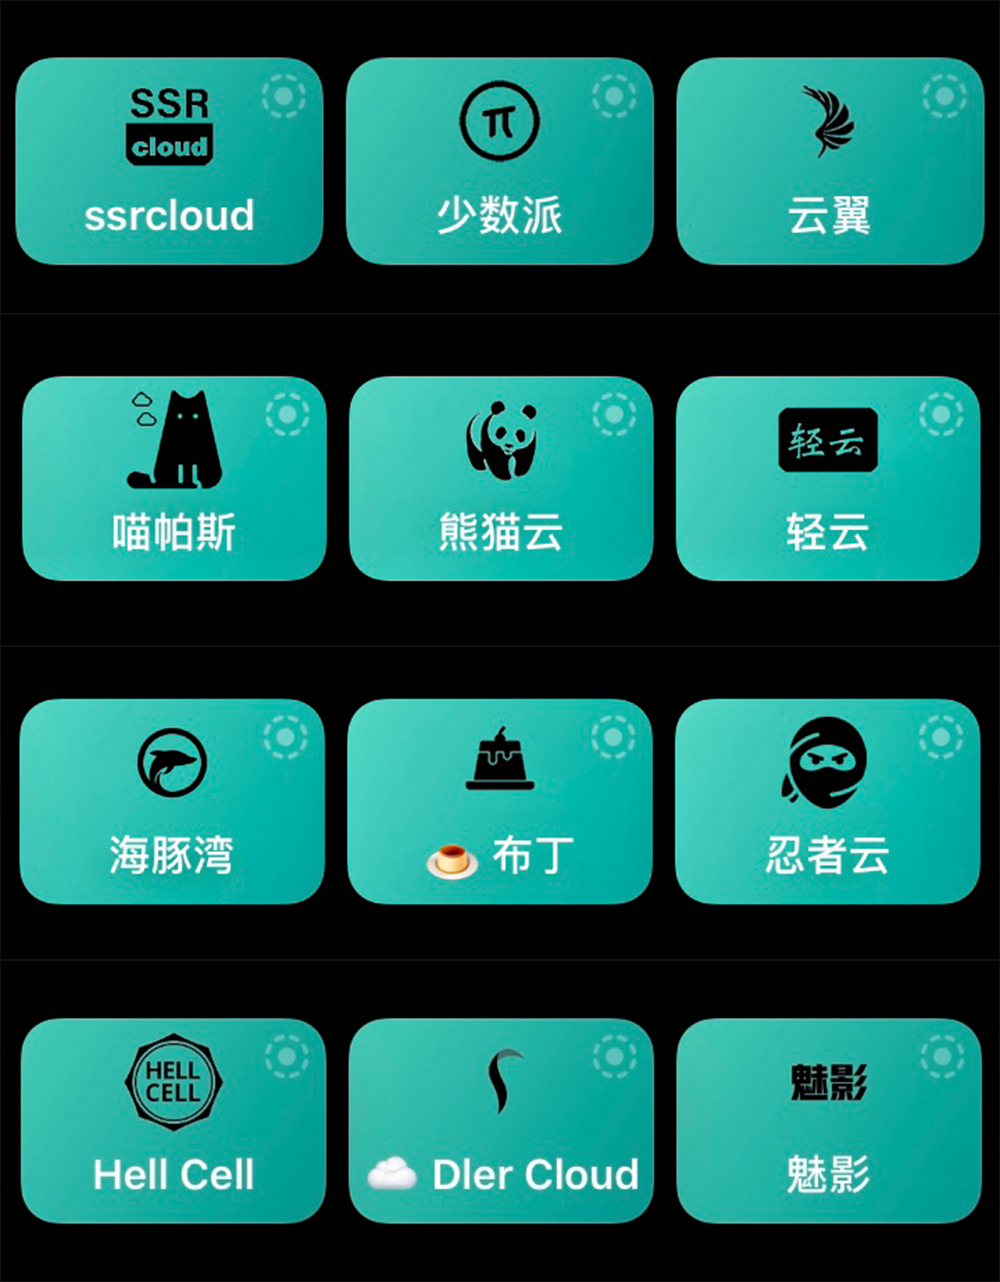 SSR
cloud
ssrcloud
π
少数派
云翼
喵帕斯
熊猫云
轻云
轻云
海豚湾
布丁
忍者云
HELL
CELL
Hell Cell
Dler Cloud
魅影
魅影